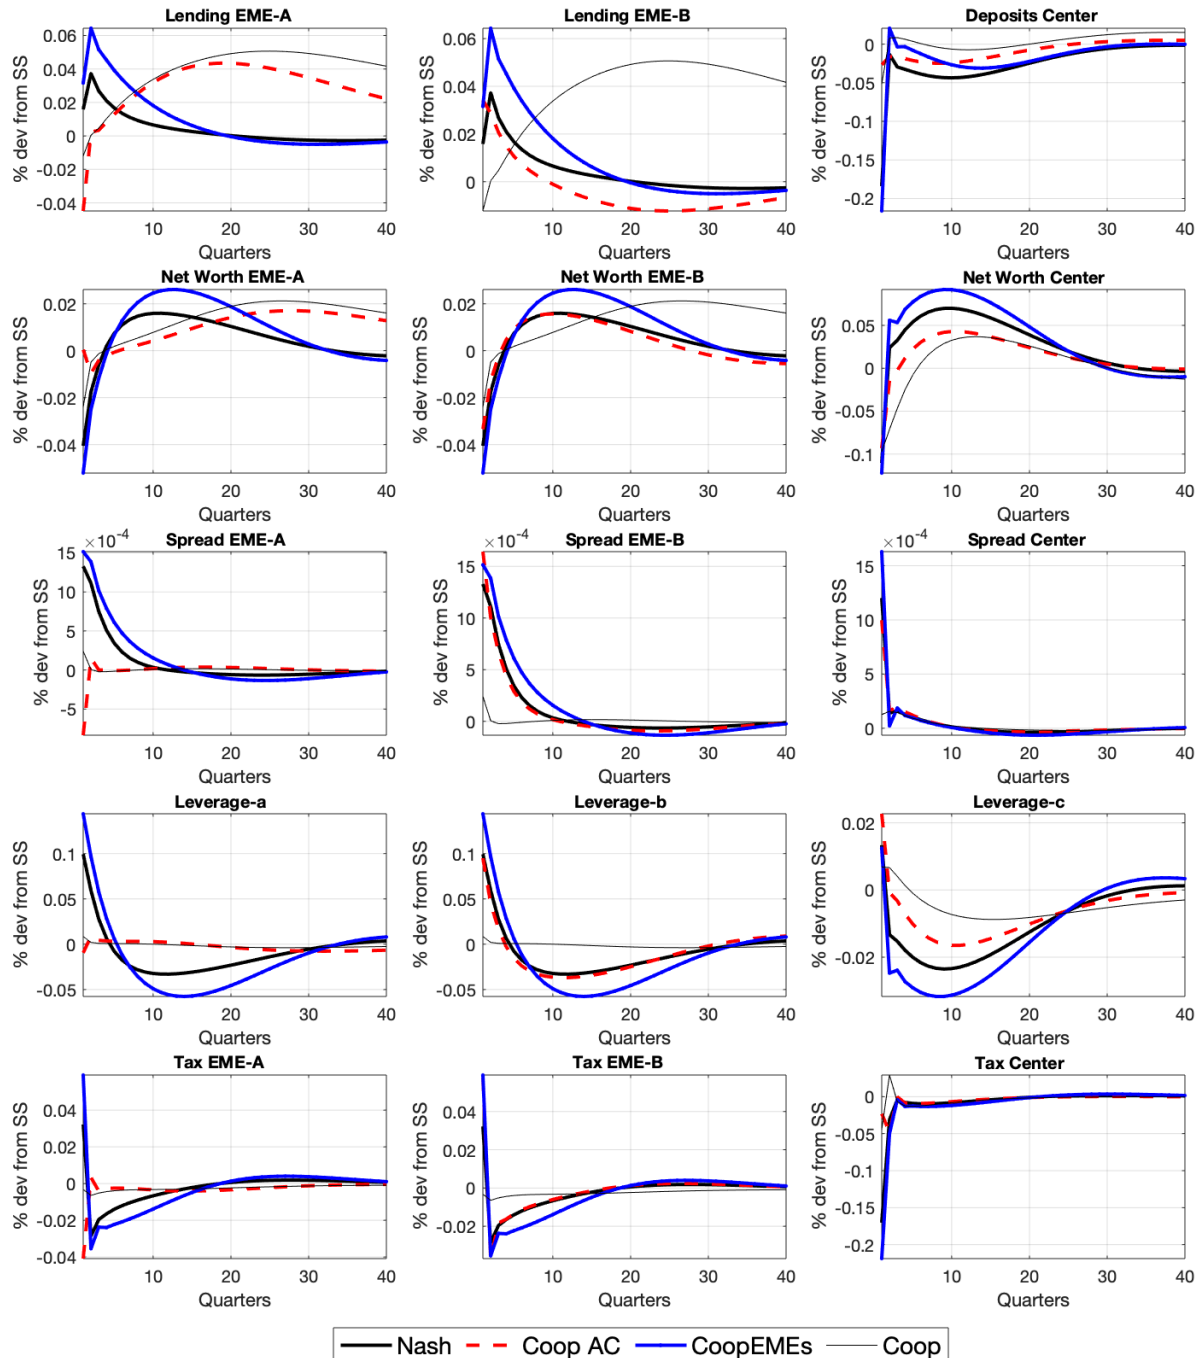 Lending EME-A
% dev from SS
0.06
0.04
0.02
0
-0.02
-0.04
10 20 30 40
Quarters
Lending EME-B
% dev from SS
0.06
0.04
0.02
0
10 20 30 40
Quarters
Deposits Center
% dev from SS
0
-0.05
-0.1
-0.15
-0.2
10 20 30 40
Quarters
Net Worth EME-A
% dev from SS
0.02
0
-0.02
-0.04
10 20 30 40
Quarters
Net Worth EME-B
% dev from SS
0.02
0
-0.02
-0.04
10 20 30 40
Quarters
Net Worth Center
% dev from SS
0.05
0
-0.05
-0.1
10 20 30 40
Quarters
×10-4 Spread EME-A
% dev from SS
15
10
5
0
-5
10 20 30 40
Quarters
×10-4 Spread EME-B
% dev from SS
15
10
5
0
10 20 30 40
Quarters
×10-4 Spread Center
% dev from SS
15
10
5
0
10 20 30 40
Quarters
Leverage-a
% dev from SS
0.1
0.05
0
-0.05
10 20 30 40
Quarters
Leverage-b
% dev from SS
0.1
0.05
0
-0.05
10 20 30 40
Quarters
Leverage-c
% dev from SS
0.02
0
-0.02
10 20 30 40
Quarters
Tax EME-A
% dev from SS
0.04
0.02
0
-0.02
-0.04
10 20 30 40
Quarters
Tax EME-B
% dev from SS
0.04
0.02
0
-0.02
10 20 30 40
Quarters
Tax Center
% dev from SS
0
-0.05
-0.1
-0.15
-0.2
10 20 30 40
Quarters
Nash Coop AC CoopEMEs Coop